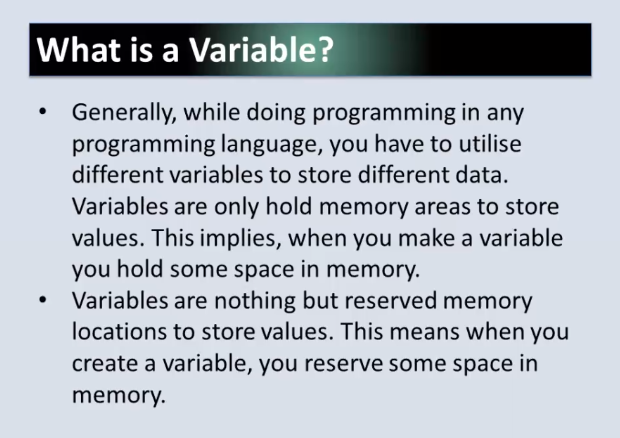 What is a Variable?
• Generally, while doing programming in any
programming language, you have to utilise
different variables to store different data.
Variables are only hold memory areas to store
values. This implies, when you make a variable
you hold some space in memory.
• Variables are nothing but reserved memory
locations to store values. This means when you
create a variable, you reserve some space in
memory.